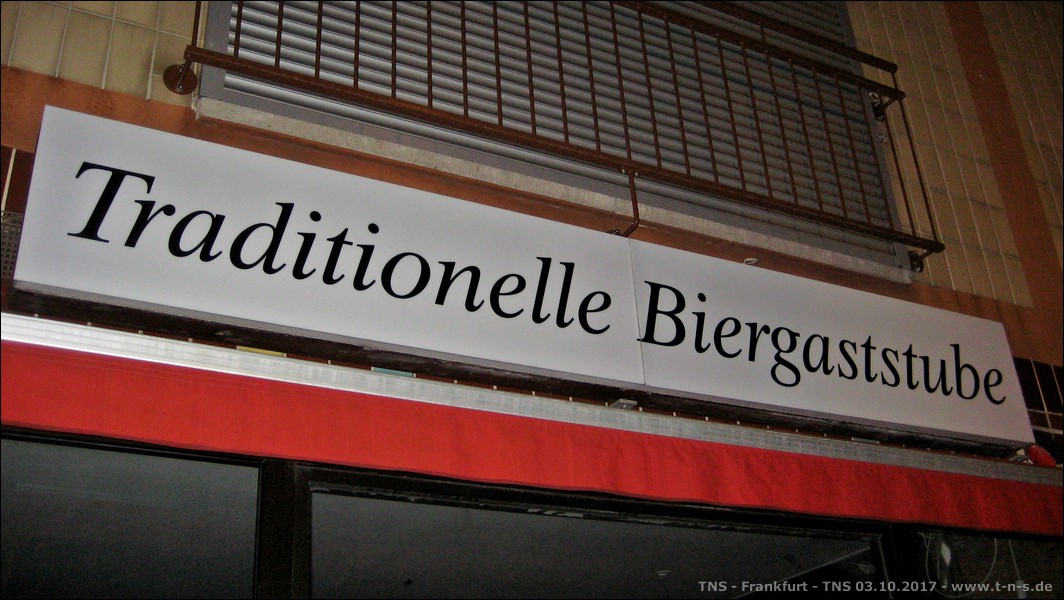 Traditionelle Biergaststube
TNS - Frankfurt - TNS 03.10.2017 - www.t-n-s.de